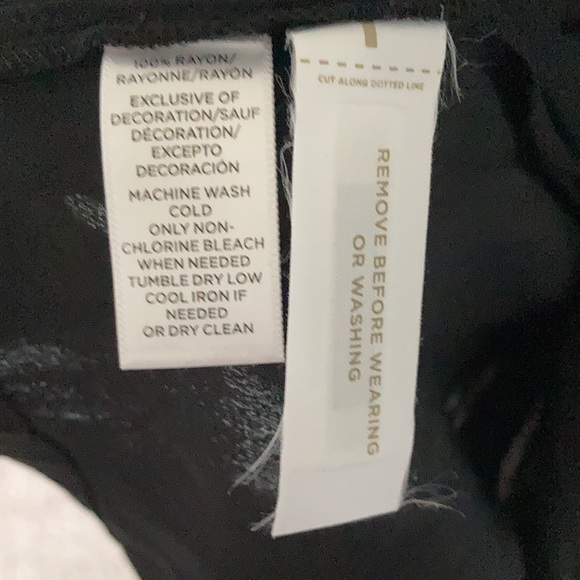 100% RAYON/
RAYONNE/RAYÓN
EXCLUSIVE OF
DECORATION/SAUF
DÉCORATION/
EXCEPTO
DECORACIÓN
MACHINE WASH
COLD
ONLY NON-
CHLORINE BLEACH
WHEN NEEDED
TUMBLE DRY LOW
COOL IRON IF
NEEDED
OR DRY CLEAN
CUT ALONG DOTTED LINE
REMOVE BEFORE WEARING
OR WASHING